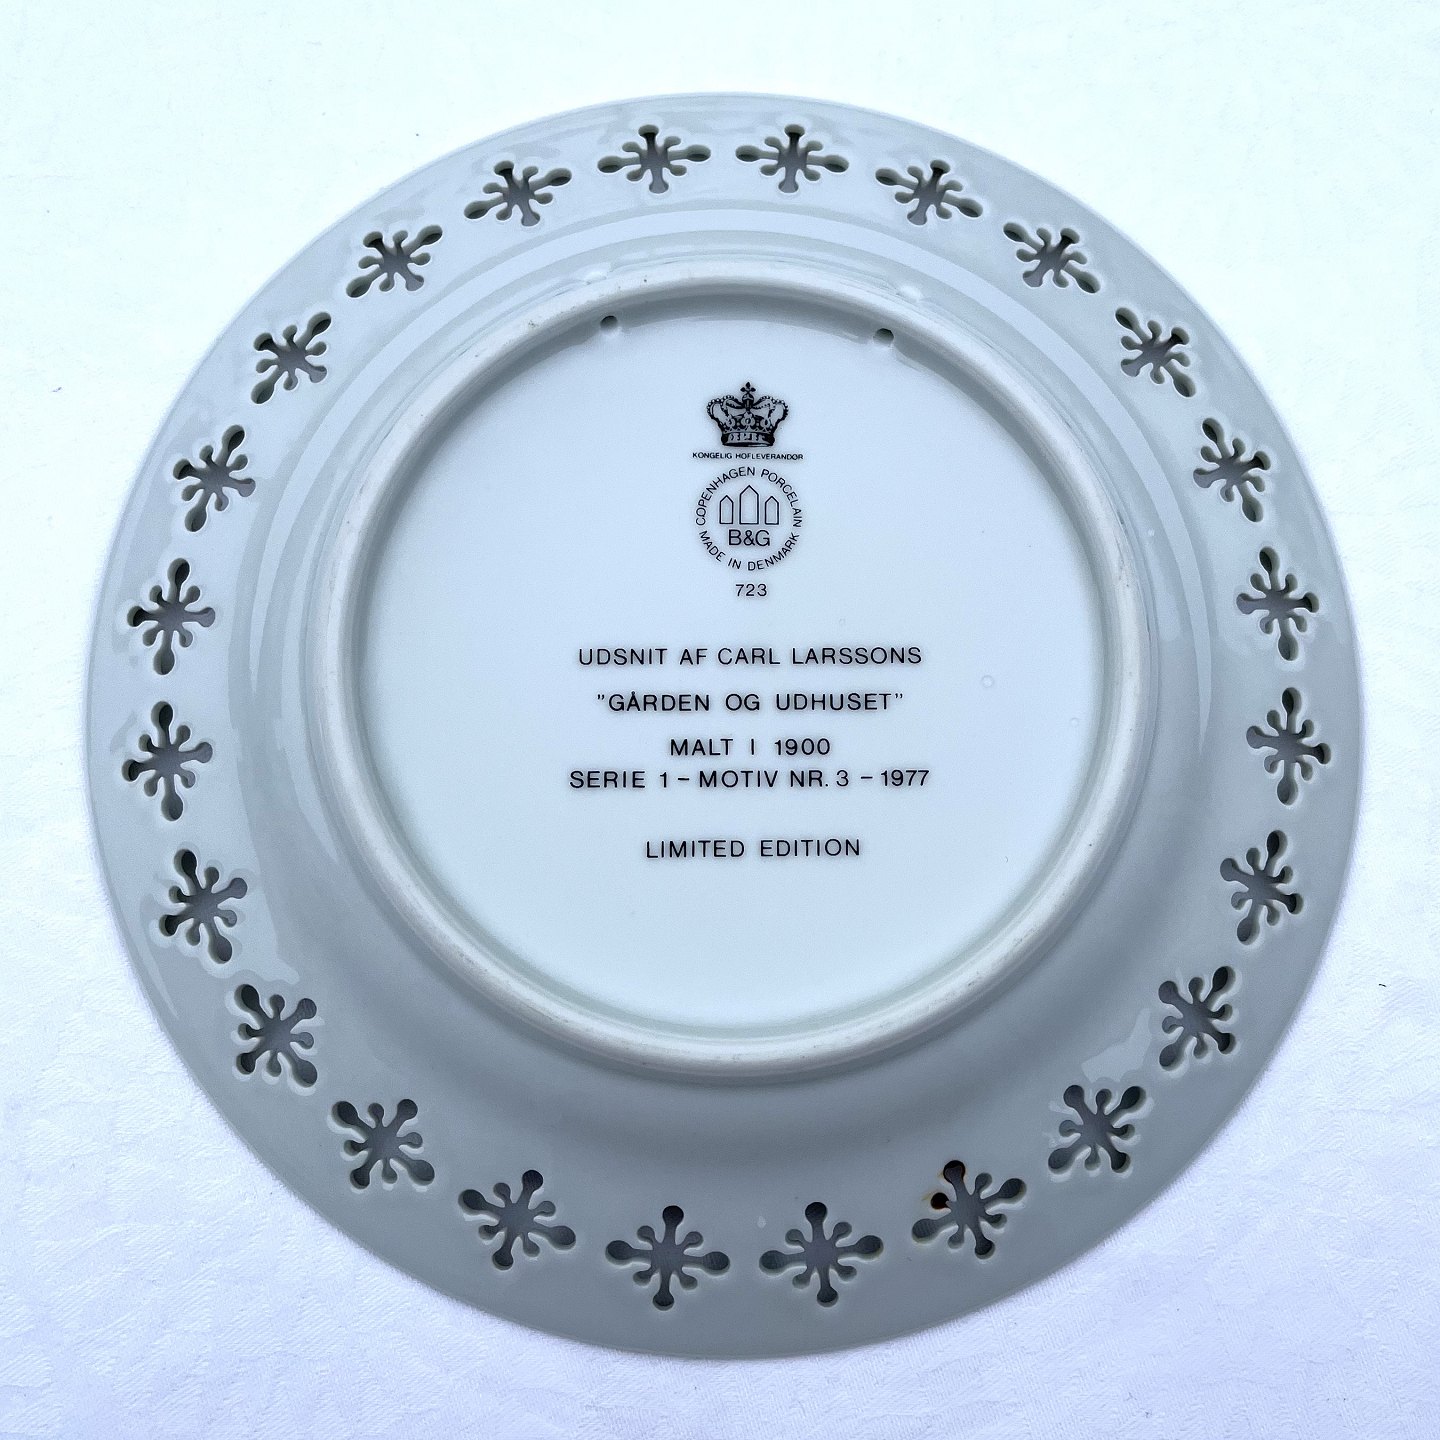 KONGELIG HOFLEVERANDØR
COPENHAGEN PORCELAIN
B&G
MADE IN DENMARK
723
UDSNIT AF CARL LARSSONS
"GÅRDEN OG UDHUSET"
MALT I 1900
SERIE 1 - MOTIV NR. 3 - 1977
LIMITED EDITION